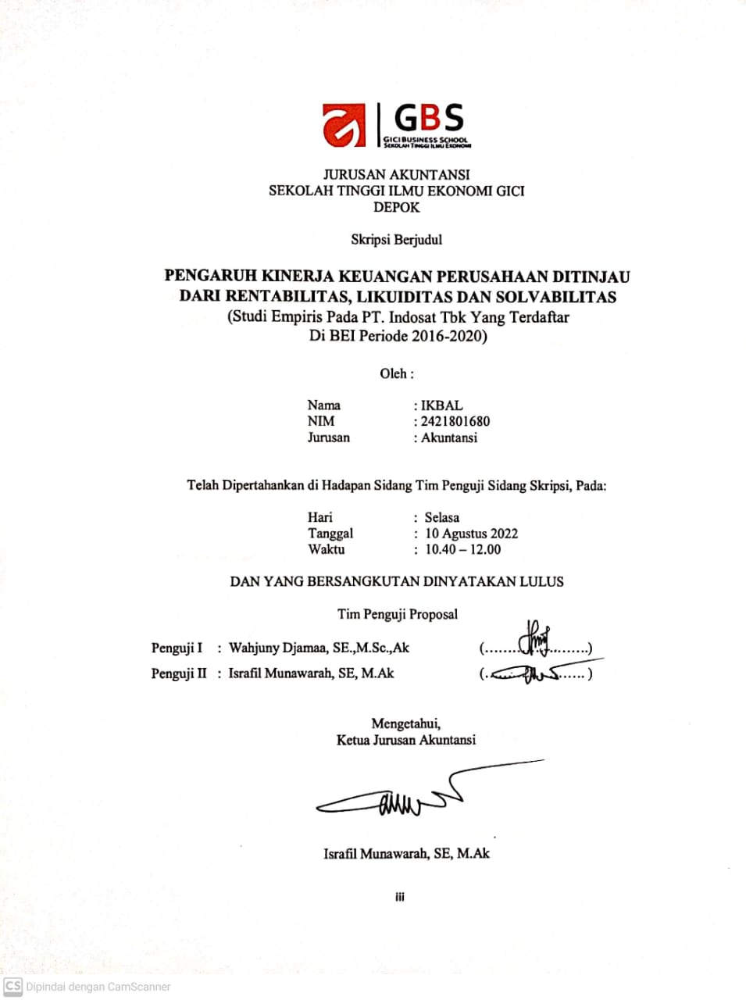 GBS
GICI BUSINESS SCHOOL
SEKOLAH TINGGI ILMU EKONOMI
JURUSAN AKUNTANSI
SEKOLAH TINGGI ILMU EKONOMI GICI
DEPOK
Skripsi Berjudul
PENGARUH KINERJA KEUANGAN PERUSAHAAN DITINJAU
DARI RENTABILITAS, LIKUIDITAS DAN SOLVABILITAS
(Studi Empiris Pada PT. Indosat Tbk Yang Terdaftar
Di BEI Periode 2016-2020)
Oleh :
Nama : IKBAL
NIM : 2421801680
Jurusan : Akuntansi
Telah Dipertahankan di Hadapan Sidang Tim Penguji Sidang Skripsi, Pada:
Hari : Selasa
Tanggal : 10 Agustus 2022
Waktu : 10.40 – 12.00
DAN YANG BERSANGKUTAN DINYATAKAN LULUS
Tim Penguji Proposal
Penguji I : Wahjuny Djamaa, SE.,M.Sc.,Ak (.................)
Penguji II : Israfil Munawarah, SE, M.Ak (.................)
Mengetahui,
Ketua Jurusan Akuntansi
Israfil Munawarah, SE, M.Ak
iii
CS Dipindai dengan CamScanner